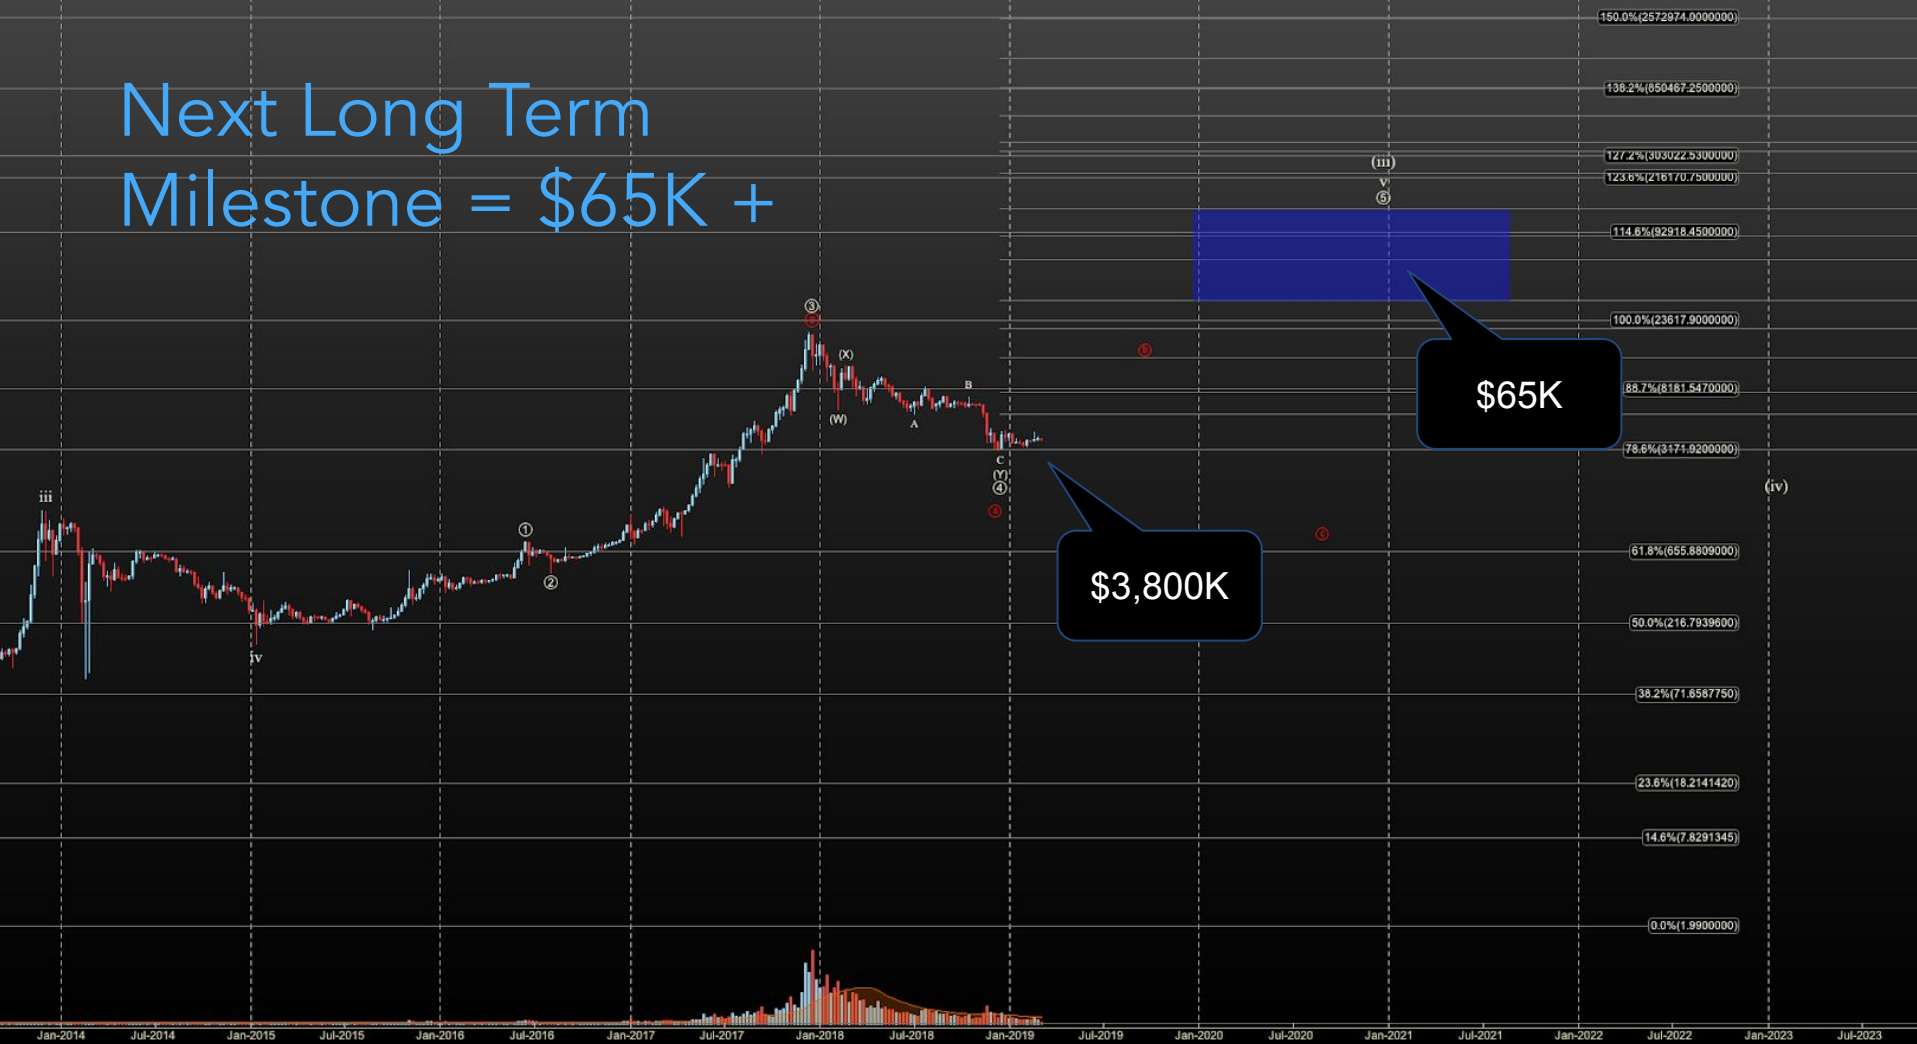 150.0%(2572974.0000000)
Next Long Term
Milestone = $65K +
138.2%(850467.2500000)
127.2%(303022.5300000)
(iii)
123.6%(216170.7500000)
v
5
114.6%(92918.4500000)
3
100.0%(23617.9000000)
b
(X)
B
88.7%(8181.5470000)
$65K
(W)
A
78.6%(3171.9200000)
C
(Y)
4
(iv)
iii
a
1
c
61.8%(655.8809000)
2
$3,800K
50.0%(216.7939600)
iv
38.2%(71.6587750)
23.6%(18.2141420)
14.6%(7.8291345)
0.0%(1.9900000)
Jan-2014 Jul-2014 Jan-2015 Jul-2015 Jan-2016 Jul-2016 Jan-2017 Jul-2017 Jan-2018 Jul-2018 Jan-2019 Jul-2019 Jan-2020 Jul-2020 Jan-2021 Jul-2021 Jan-2022 Jul-2022 Jan-2023 Jul-2023